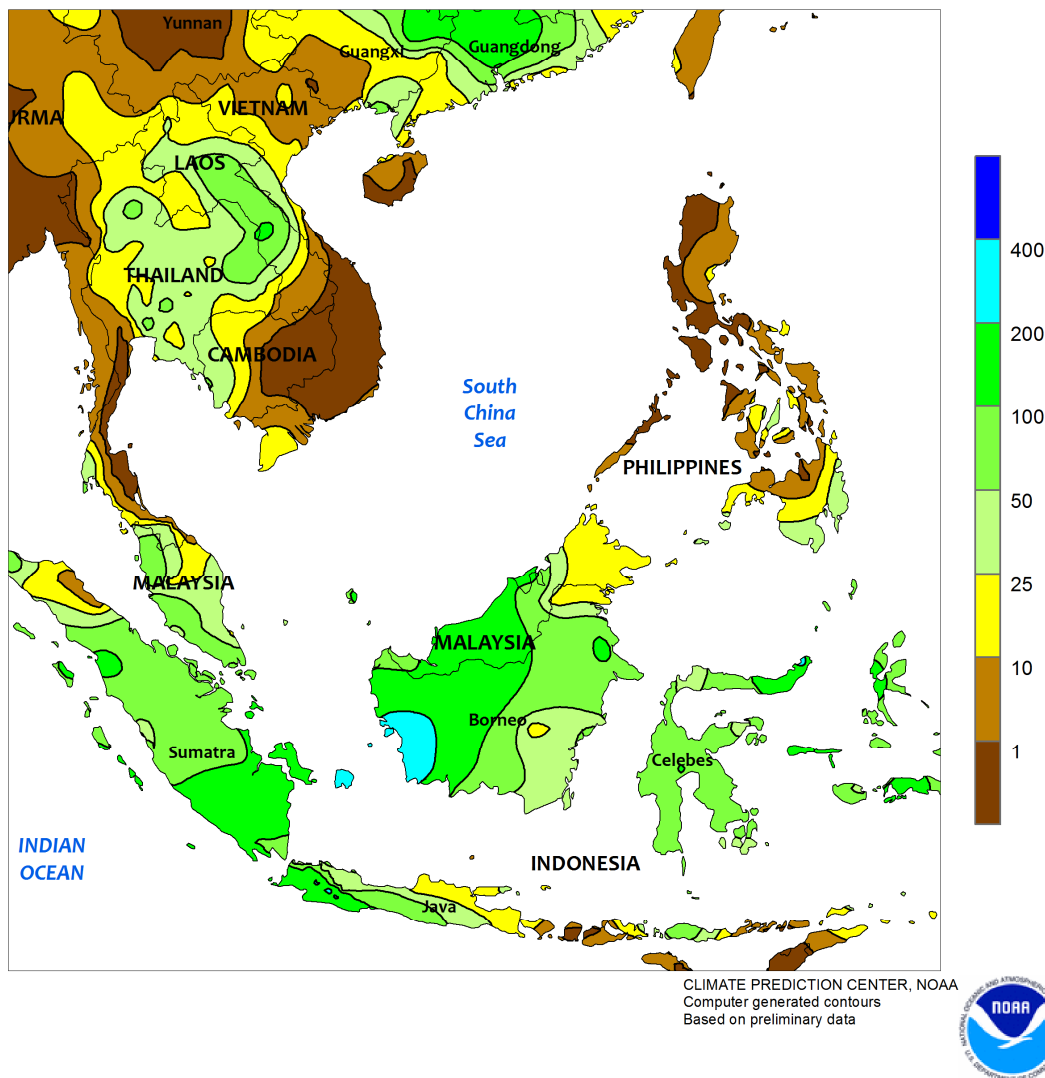 Yunnan
Guangxi
Guangdong
URMA
VIETNAM
LAOS
THAILAND
CAMBODIA
South
China
Sea
PHILIPPINES
MALAYSIA
MALAYSIA
Borneo
Sumatra
Celebes
INDIAN
OCEAN
INDONESIA
Java
400
200
100
50
25
10
1
CLIMATE PREDICTION CENTER, NOAA
Computer generated contours
Based on preliminary data
NOAA